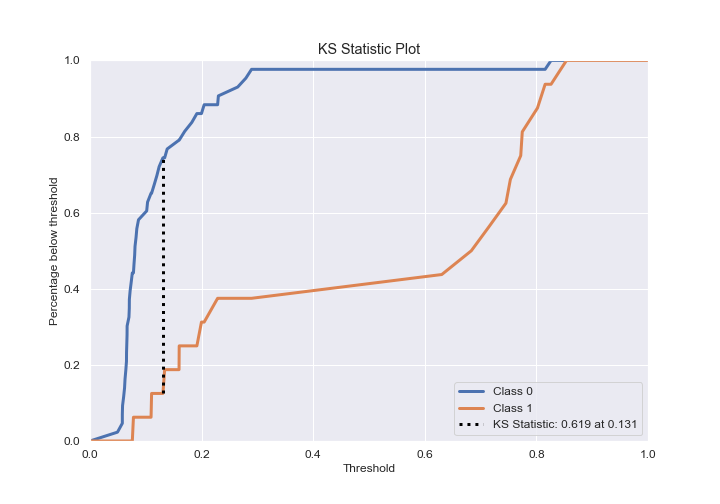 KS Statistic Plot
1.0
0.8
0.6
0.4
0.2
0.0
Percentage below threshold
0.0 0.2 0.4 0.6 0.8 1.0
Threshold
Class 0
Class 1
KS Statistic: 0.619 at 0.131